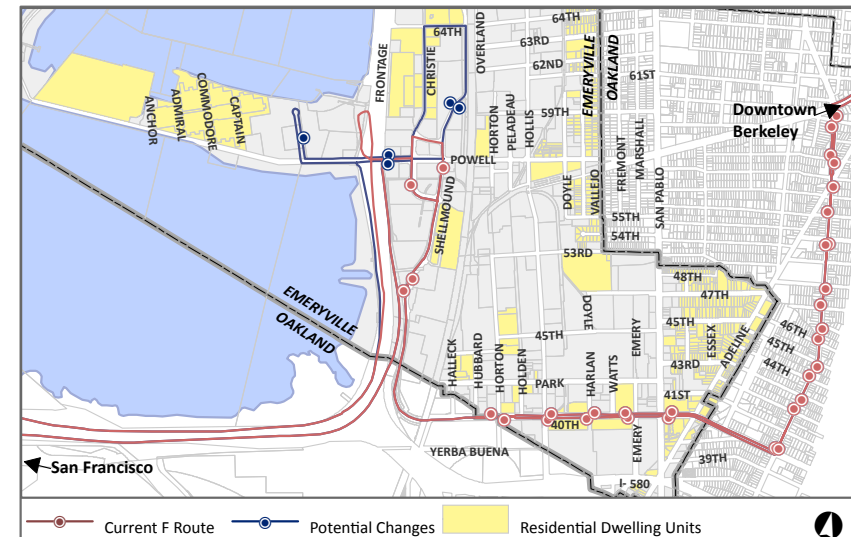 64TH
OVERLAND
64TH
63RD
62ND
61ST
EMERYVILLE
OAKLAND
FRONTAGE
CHRISTIE
ANCHOR
ADMIRAL
COMMODORE
CAPTAIN
HORTON
PELADEAU
HOLLIS
59TH
Downtown
Berkeley
POWELL
DOYLE
VALLEJO
FREMONT
MARSHALL
SAN PABLO
55TH
54TH
SHELLMOUND
53RD
48TH
47TH
EMERYVILLE
OAKLAND
DOYLE
EMERY
45TH
45TH
ESSEX
ADELINE
46TH
45TH
44TH
43RD
HALLECK
HUBBARD
HORTON
HOLDEN
PARK
HARLAN
WATTS
41ST
40TH
EMERY
YERBA BUENA
39TH
I- 580
San Francisco
Current F Route
Potential Changes
Residential Dwelling Units